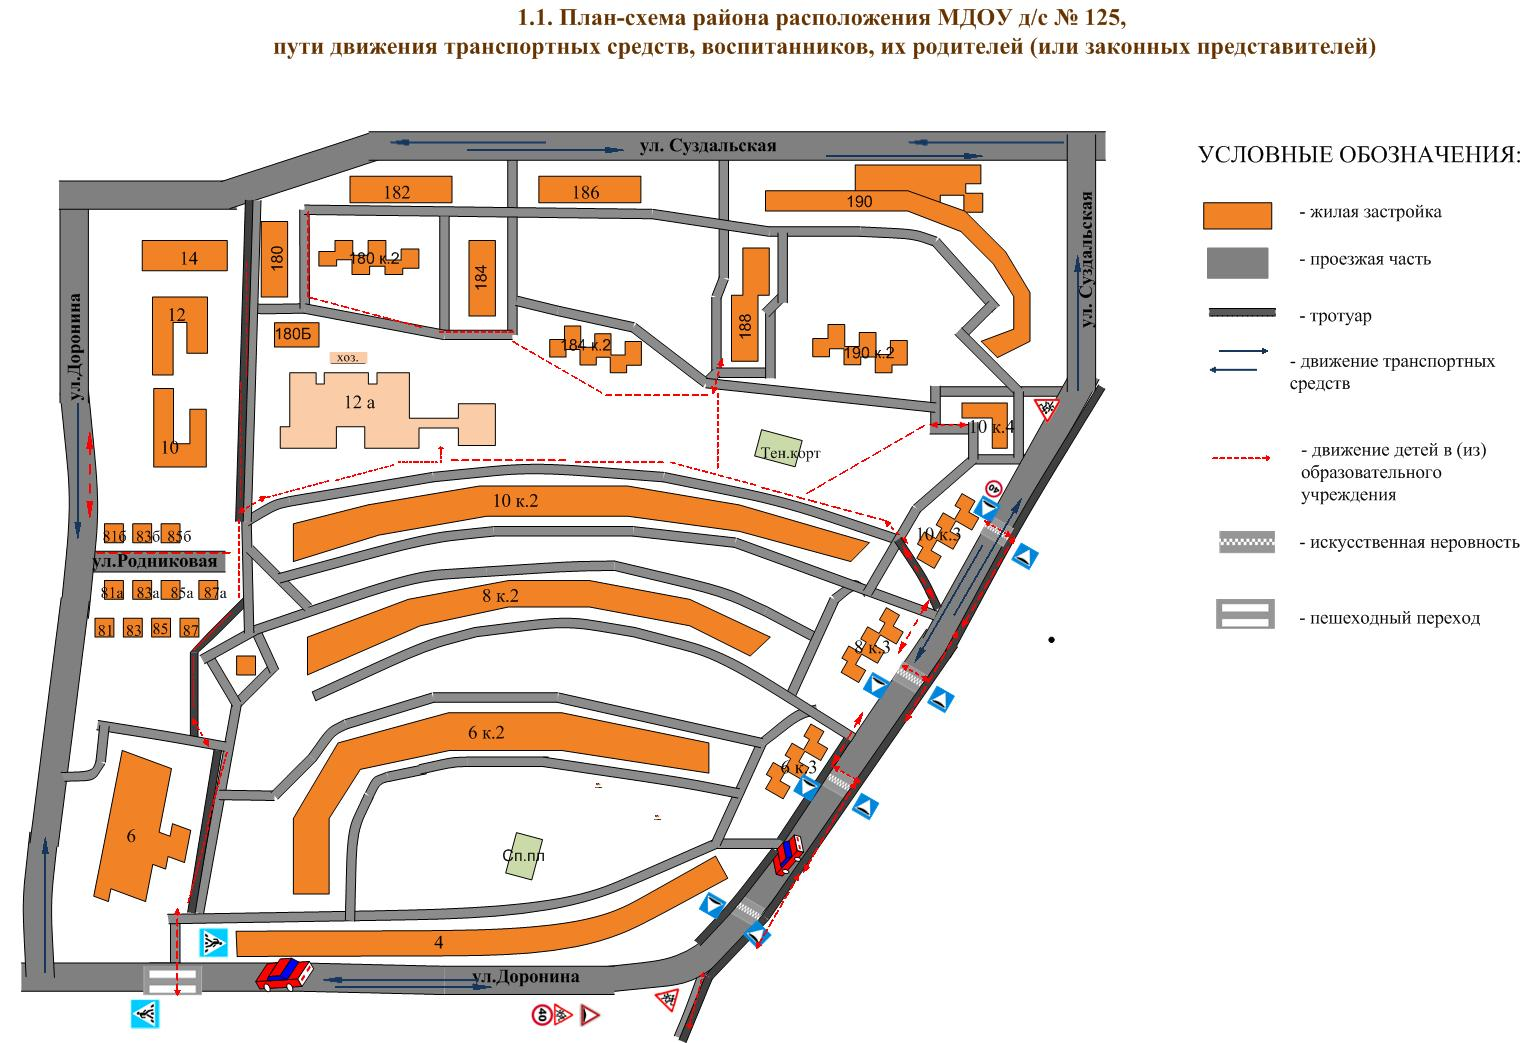 1.1. План-схема района расположения МДОУ д/с № 125,
пути движения транспортных средств, воспитанников, их родителей (или законных представителей)
ул. Суздальская
УСЛОВНЫЕ ОБОЗНАЧЕНИЯ:
- жилая застройка
- проезжая часть
- тротуар
- движение транспортных
средств
- движение детей в (из)
образовательного
учреждения
- искусственная неровность
- пешеходный переход
182
186
190
ул. Суздальская
14
180
180 к.2
184
12
ул.Доронина
180Б
184 к.2
188
190 к.2
хоз.
12 а
10 к.4
10
Тен.корт
40
10 к.2
81б
83б
85б
10 к.3
ул.Родниковая
81а
83а
85а
87а
8 к.2
81
83
85
87
8 к.3
6 к.2
6 к.3
6
Сп.пл
4
ул.Доронина
40